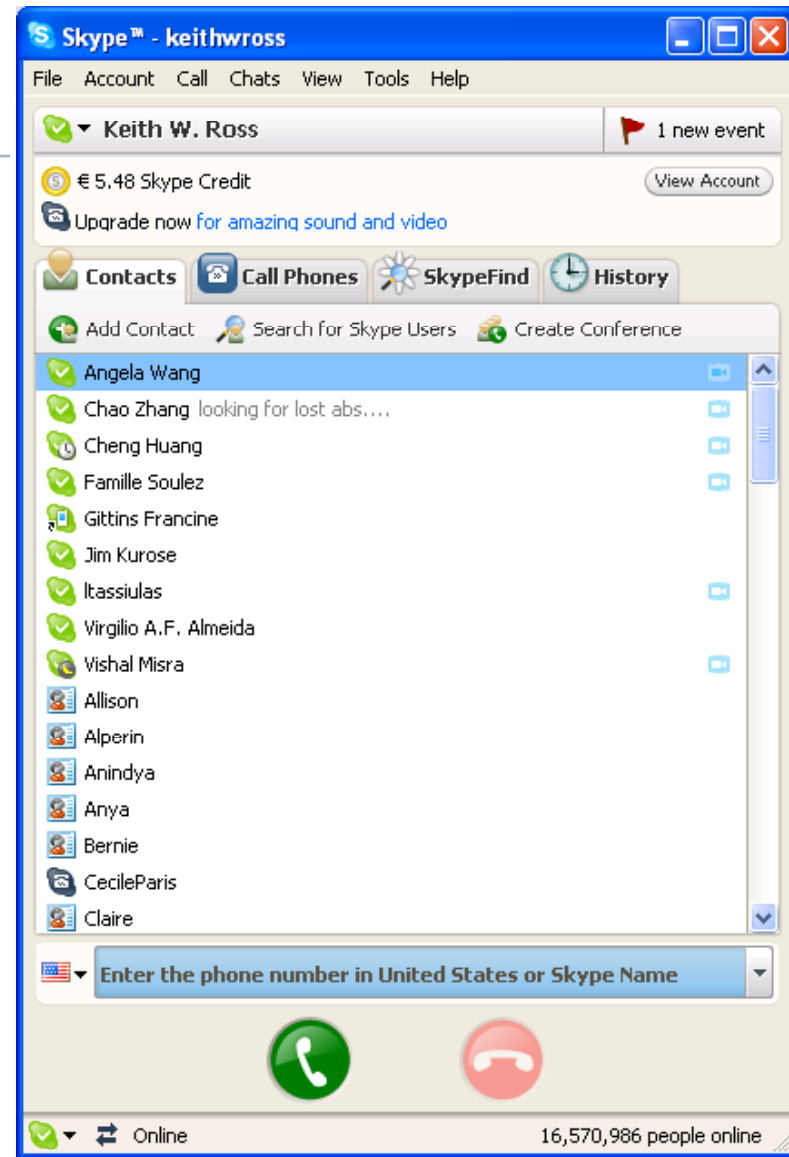 Skype™ - keithwross
File Account Call Chats View Tools Help
Keith W. Ross 1 new event
€ 5.48 Skype Credit View Account
Upgrade now for amazing sound and video
Contacts Call Phones SkypeFind History
Add Contact Search for Skype Users Create Conference
Angela Wang
Chao Zhang looking for lost abs....
Cheng Huang
Famille Soulez
Gittins Francine
Jim Kurose
ltassiulas
Virgilio A.F. Almeida
Vishal Misra
Allison
Alperin
Anindya
Anya
Bernie
CecileParis
Claire
Enter the phone number in United States or Skype Name
Online 16,570,986 people online